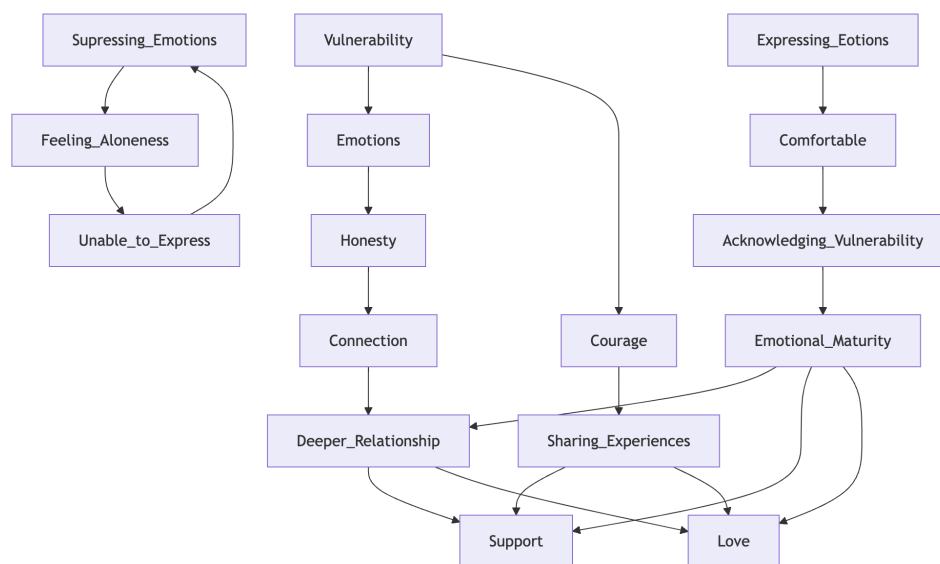 Supressing_Emotions
Vulnerability
Expressing_Eotions
Feeling_Aloneness
Emotions
Comfortable
Unable_to_Express
Honesty
Acknowledging_Vulnerability
Connection
Courage
Emotional_Maturity
Deeper_Relationship
Sharing_Experiences
Support
Love